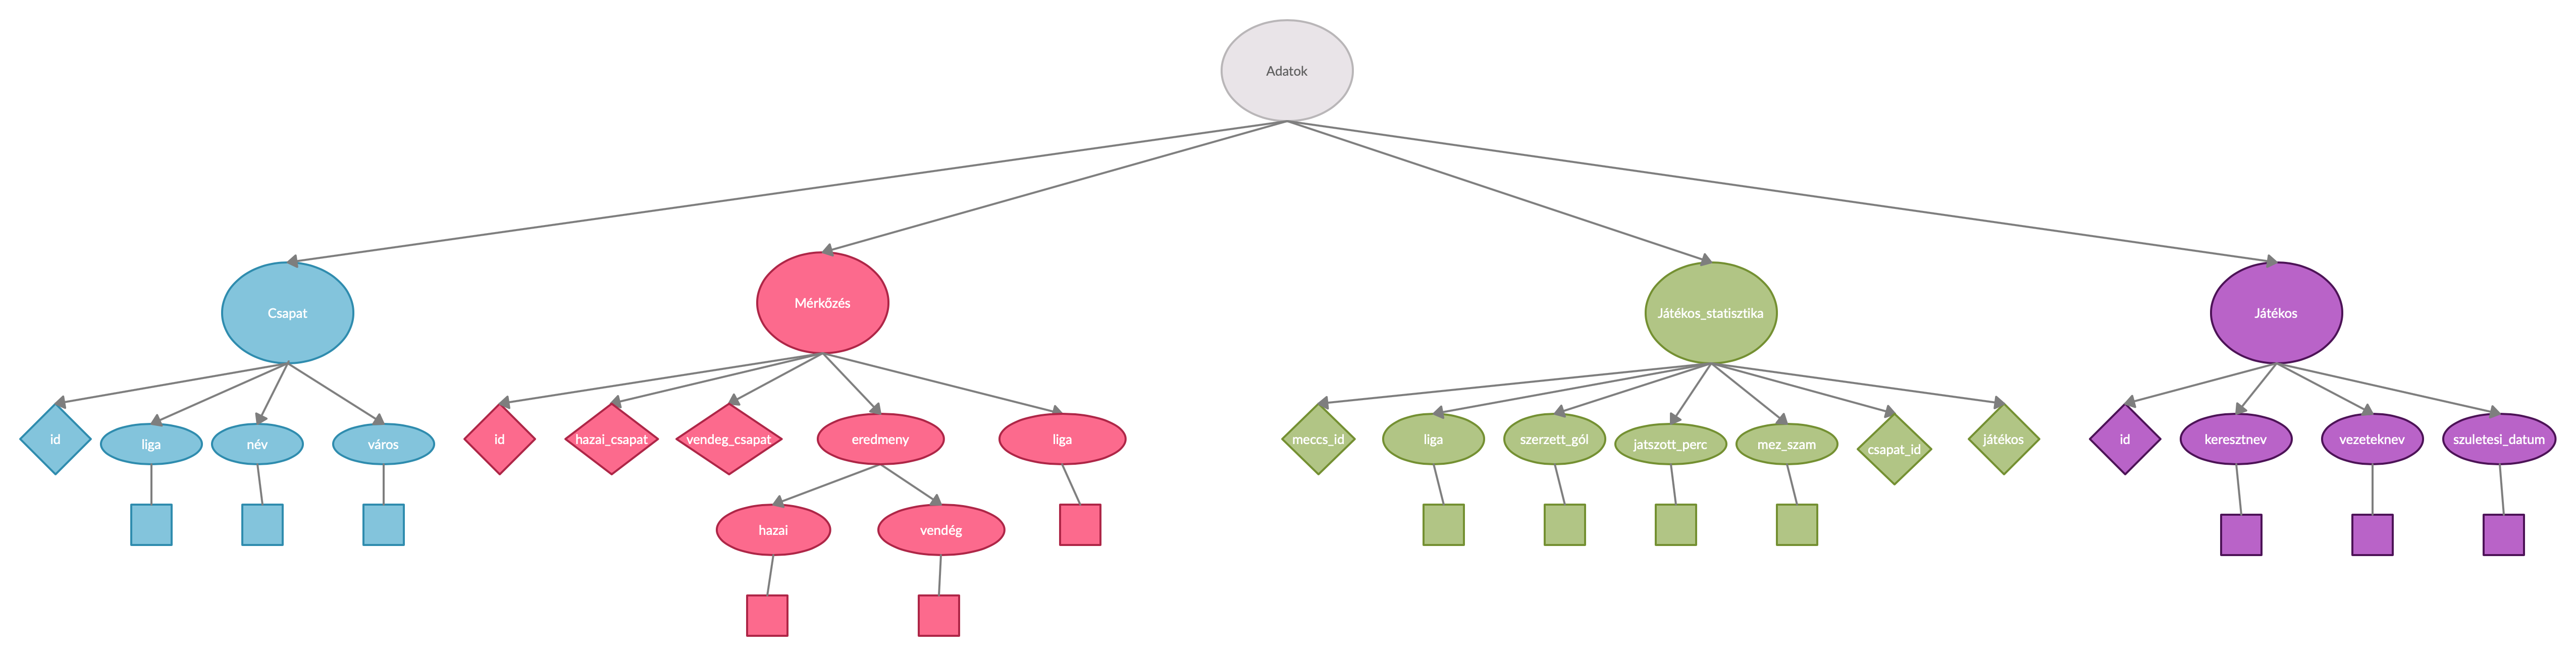 Adatok
Csapat
Mérkőzés
Játékos_statisztika
Játékos
id
liga
név
város
id
hazai_csapat
vendeg_csapat
eredmeny
liga
meccs_id
liga
szerzett_gól
jatszott_perc
mez_szam
csapat_id
játékos
id
keresztnev
vezeteknev
szuletesi_datum
hazai
vendég